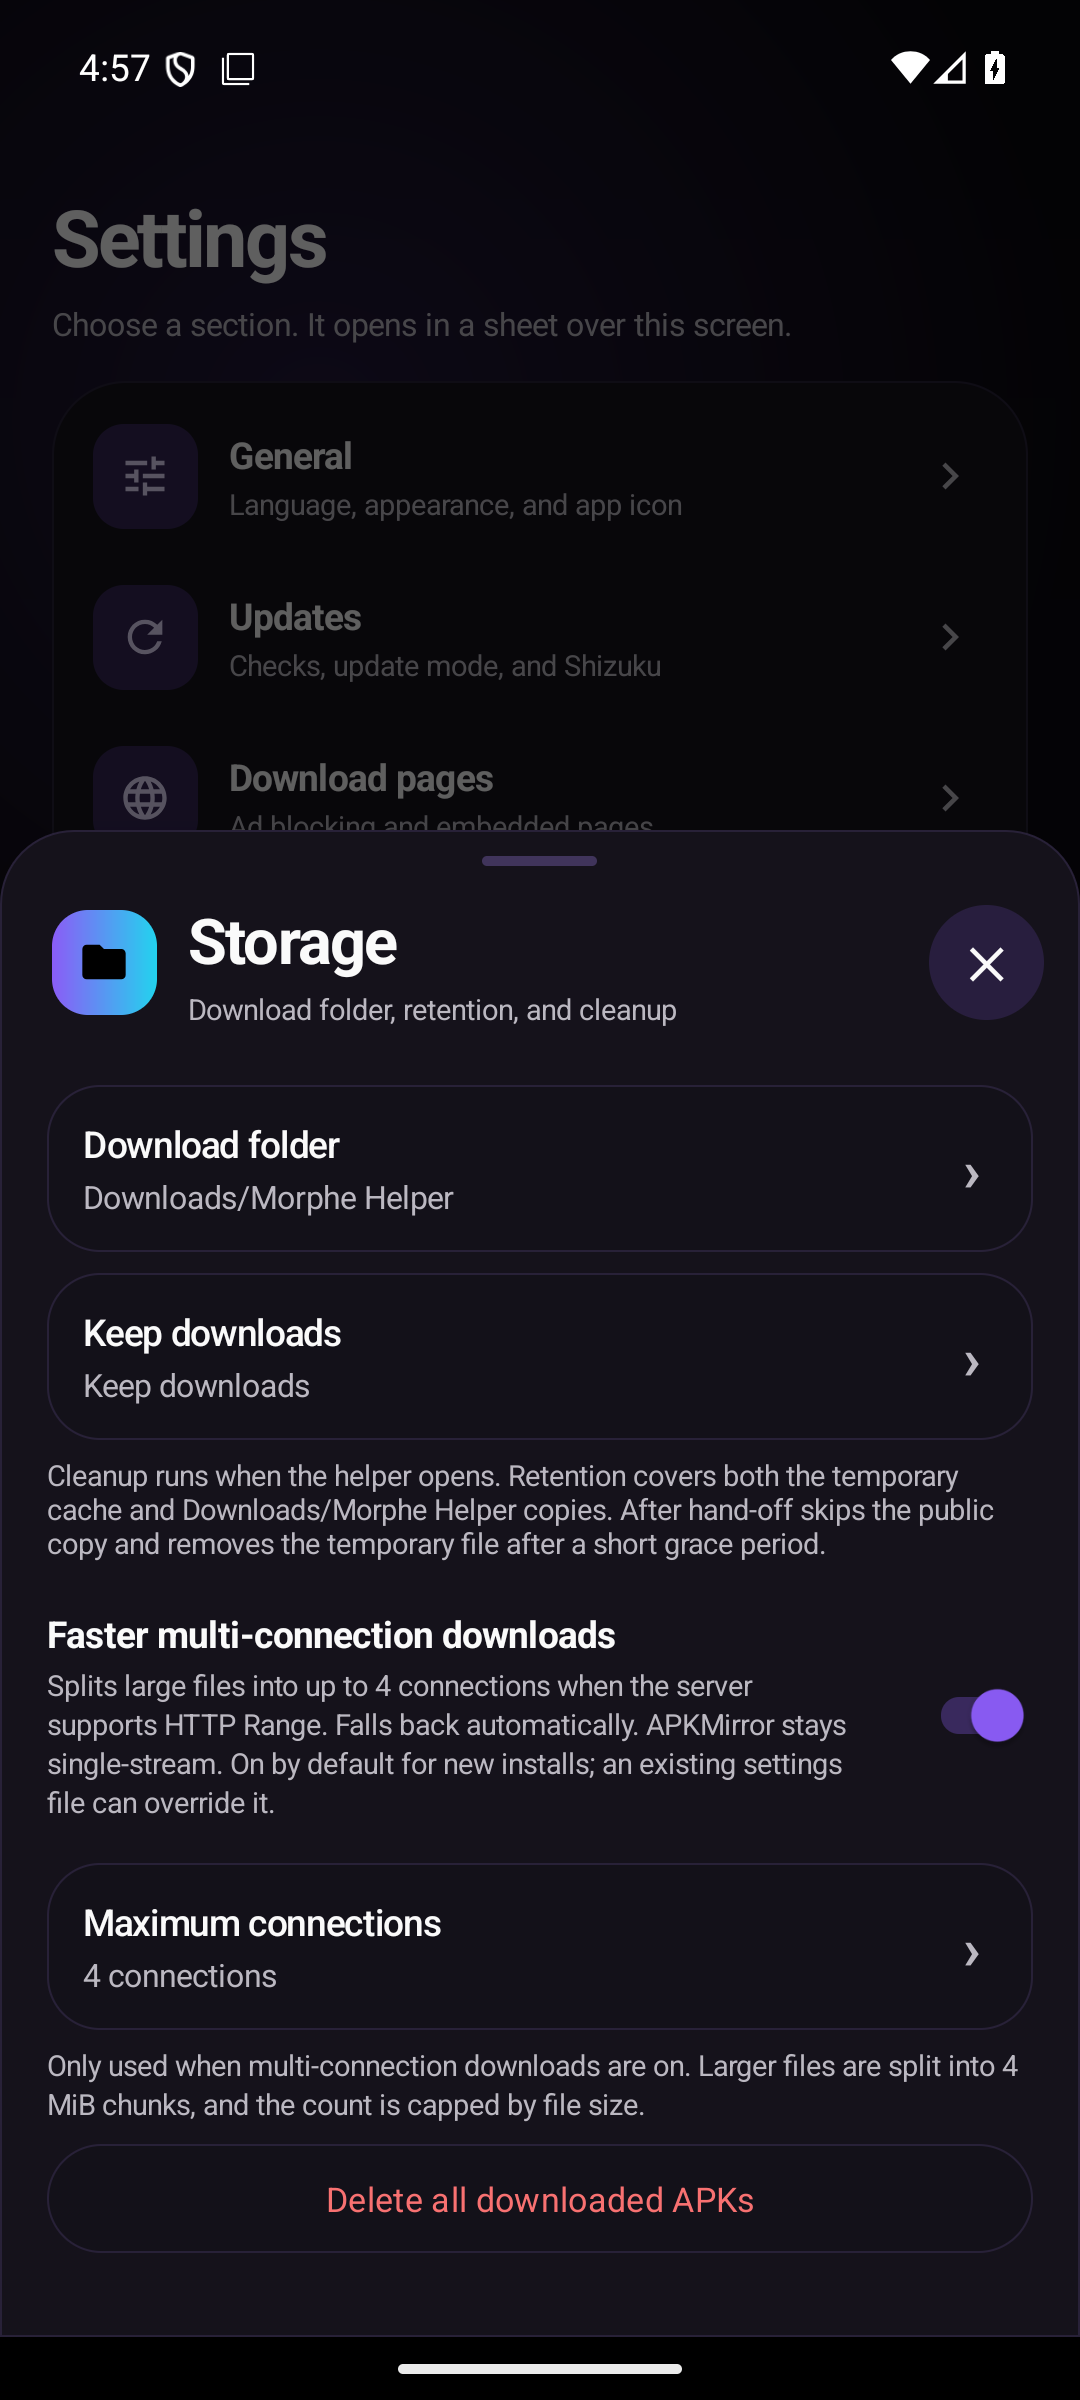 4:57
Settings
Choose a section. It opens in a sheet over this screen.
General
Language, appearance, and app icon
Updates
Checks, update mode, and Shizuku
Download pages
Ad blocking and embedded pages
Storage
Download folder, retention, and cleanup
Download folder
Downloads/Morphe Helper
Keep downloads
Keep downloads
Cleanup runs when the helper opens. Retention covers both the temporary
cache and Downloads/Morphe Helper copies. After hand-off skips the public
copy and removes the temporary file after a short grace period.
Faster multi-connection downloads
Splits large files into up to 4 connections when the server
supports HTTP Range. Falls back automatically. APKMirror stays
single-stream. On by default for new installs; an existing settings
file can override it.
Maximum connections
4 connections
Only used when multi-connection downloads are on. Larger files are split into 4
MiB chunks, and the count is capped by file size.
Delete all downloaded APKs